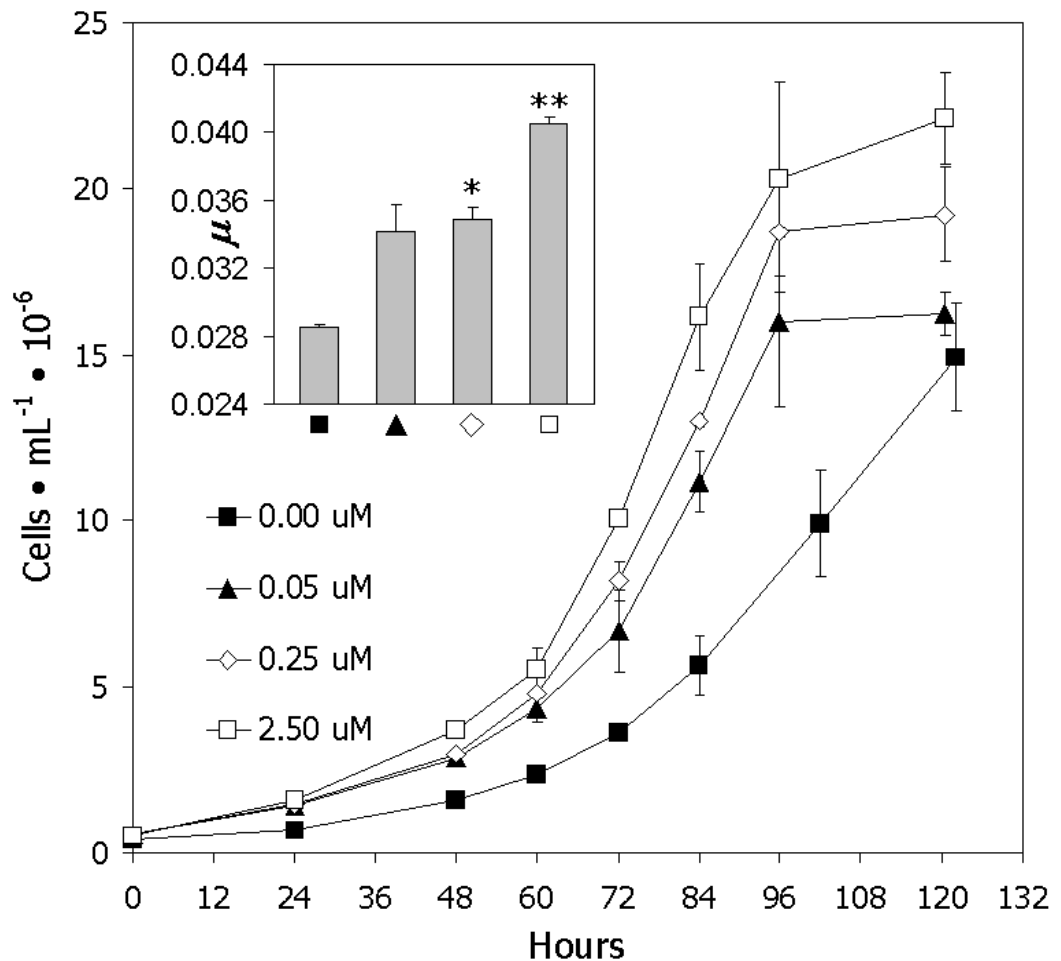 25
20
15
10
5
0
Cells • mL⁻¹ • 10⁻⁶
0.044
0.040
0.036
0.032
0.028
0.024
μ
*
**
0.00 uM
0.05 uM
0.25 uM
2.50 uM
0 12 24 36 48 60 72 84 96 108 120 132
Hours